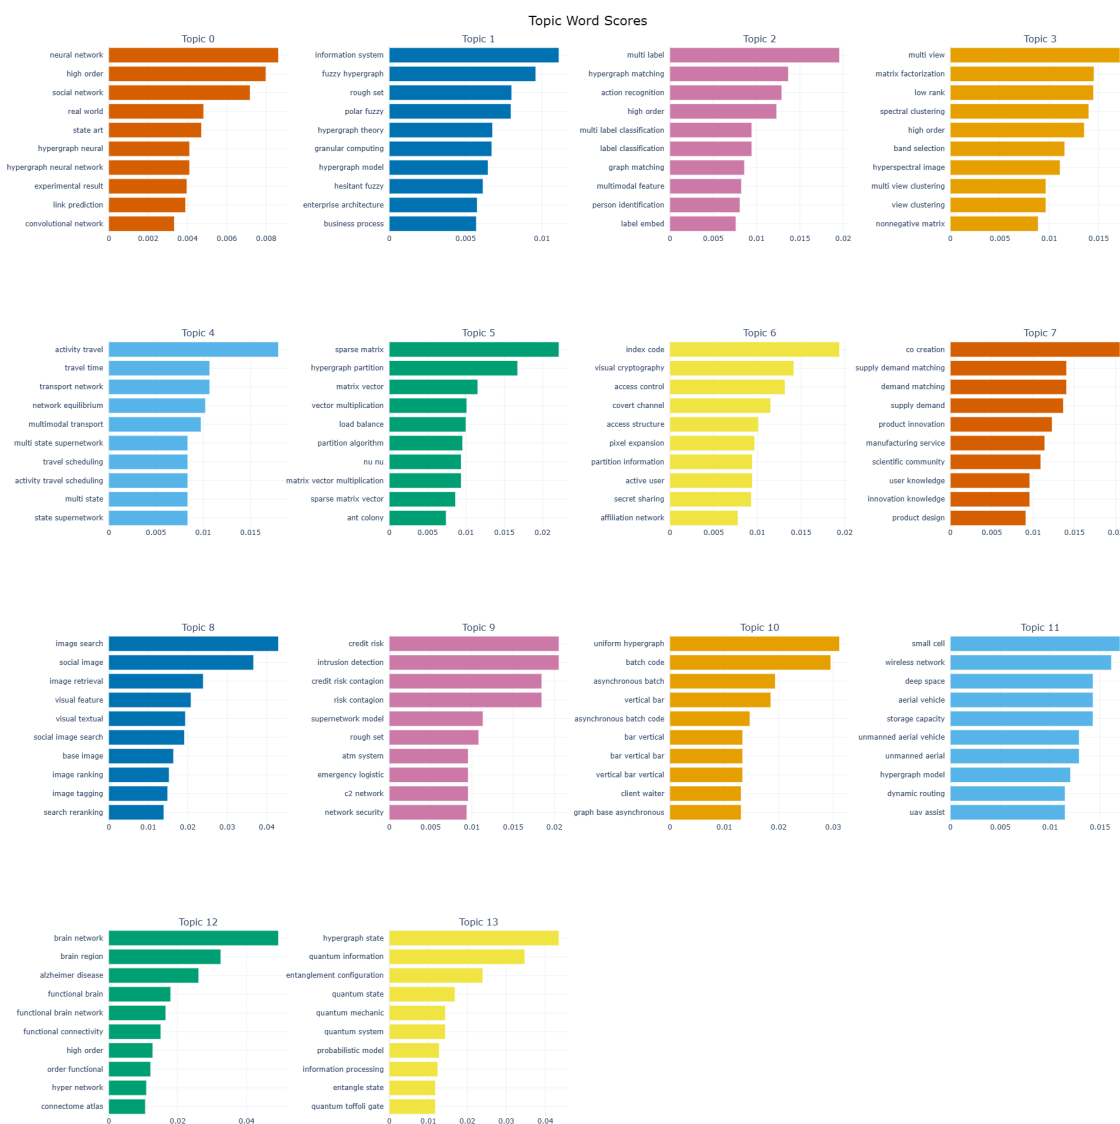 Topic Word Scores
Topic 0
neural network
high order
social network
real world
state art
hypergraph neural
hypergraph neural network
experimental result
link prediction
convolutional network
0 0.002 0.004 0.006 0.008
Topic 1
information system
fuzzy hypergraph
rough set
polar fuzzy
hypergraph theory
granular computing
hypergraph model
hesitant fuzzy
enterprise architecture
business process
0 0.005 0.01
Topic 2
multi label
hypergraph matching
action recognition
high order
multi label classification
label classification
graph matching
multimodal feature
person identification
label embed
0 0.005 0.01 0.015 0.02
Topic 3
multi view
matrix factorization
low rank
spectral clustering
high order
band selection
hyperspectral image
multi view clustering
view clustering
nonnegative matrix
0 0.005 0.01 0.015
Topic 4
activity travel
travel time
transport network
network equilibrium
multimodal transport
multi state supernetwork
travel scheduling
activity travel scheduling
multi state
state supernetwork
0 0.005 0.01 0.015
Topic 5
sparse matrix
hypergraph partition
matrix vector
vector multiplication
load balance
partition algorithm
nu nu
matrix vector multiplication
sparse matrix vector
ant colony
0 0.005 0.01 0.015 0.02
Topic 6
index code
visual cryptography
access control
covert channel
access structure
pixel expansion
partition information
active user
secret sharing
affiliation network
0 0.005 0.01 0.015 0.02
Topic 7
co creation
supply demand matching
demand matching
supply demand
product innovation
manufacturing service
scientific community
user knowledge
innovation knowledge
product design
0 0.005 0.01 0.015
Topic 8
image search
social image
image retrieval
visual feature
visual textual
social image search
base image
image ranking
image tagging
search reranking
0 0.01 0.02 0.03 0.04
Topic 9
credit risk
intrusion detection
credit risk contagion
risk contagion
supernetwork model
rough set
atm system
emergency logistic
c2 network
network security
0 0.005 0.01 0.015 0.02
Topic 10
uniform hypergraph
batch code
asynchronous batch
vertical bar
asynchronous batch code
bar vertical
bar vertical bar
vertical bar vertical
client waiter
graph base asynchronous
0 0.01 0.02 0.03
Topic 11
small cell
wireless network
deep space
aerial vehicle
storage capacity
unmanned aerial vehicle
unmanned aerial
hypergraph model
dynamic routing
uav assist
0 0.005 0.01 0.015
Topic 12
brain network
brain region
alzheimer disease
functional brain
functional brain network
functional connectivity
high order
order functional
hyper network
connectome atlas
0 0.02 0.04
Topic 13
hypergraph state
quantum information
entanglement configuration
quantum state
quantum mechanic
quantum system
probabilistic model
information processing
entangle state
quantum toffoli gate
0 0.01 0.02 0.03 0.04